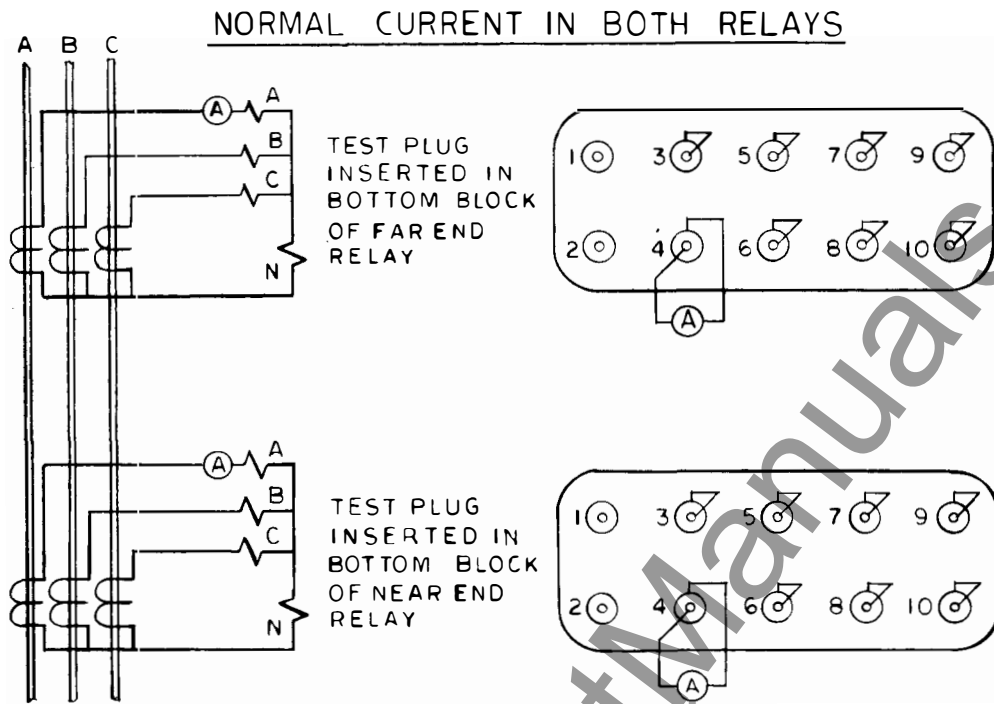 NORMAL CURRENT IN BOTH RELAYS
A B C
A
A
B
C
N
TEST PLUG
INSERTED IN
BOTTOM BLOCK
OF FAR END
RELAY
1 3 5 7 9
2 4 6 8 10
A
A
A
B
C
N
TEST PLUG
INSERTED IN
BOTTOM BLOCK
OF NEAR END
RELAY
1 3 5 7 9
2 4 6 8 10
A
tManuals